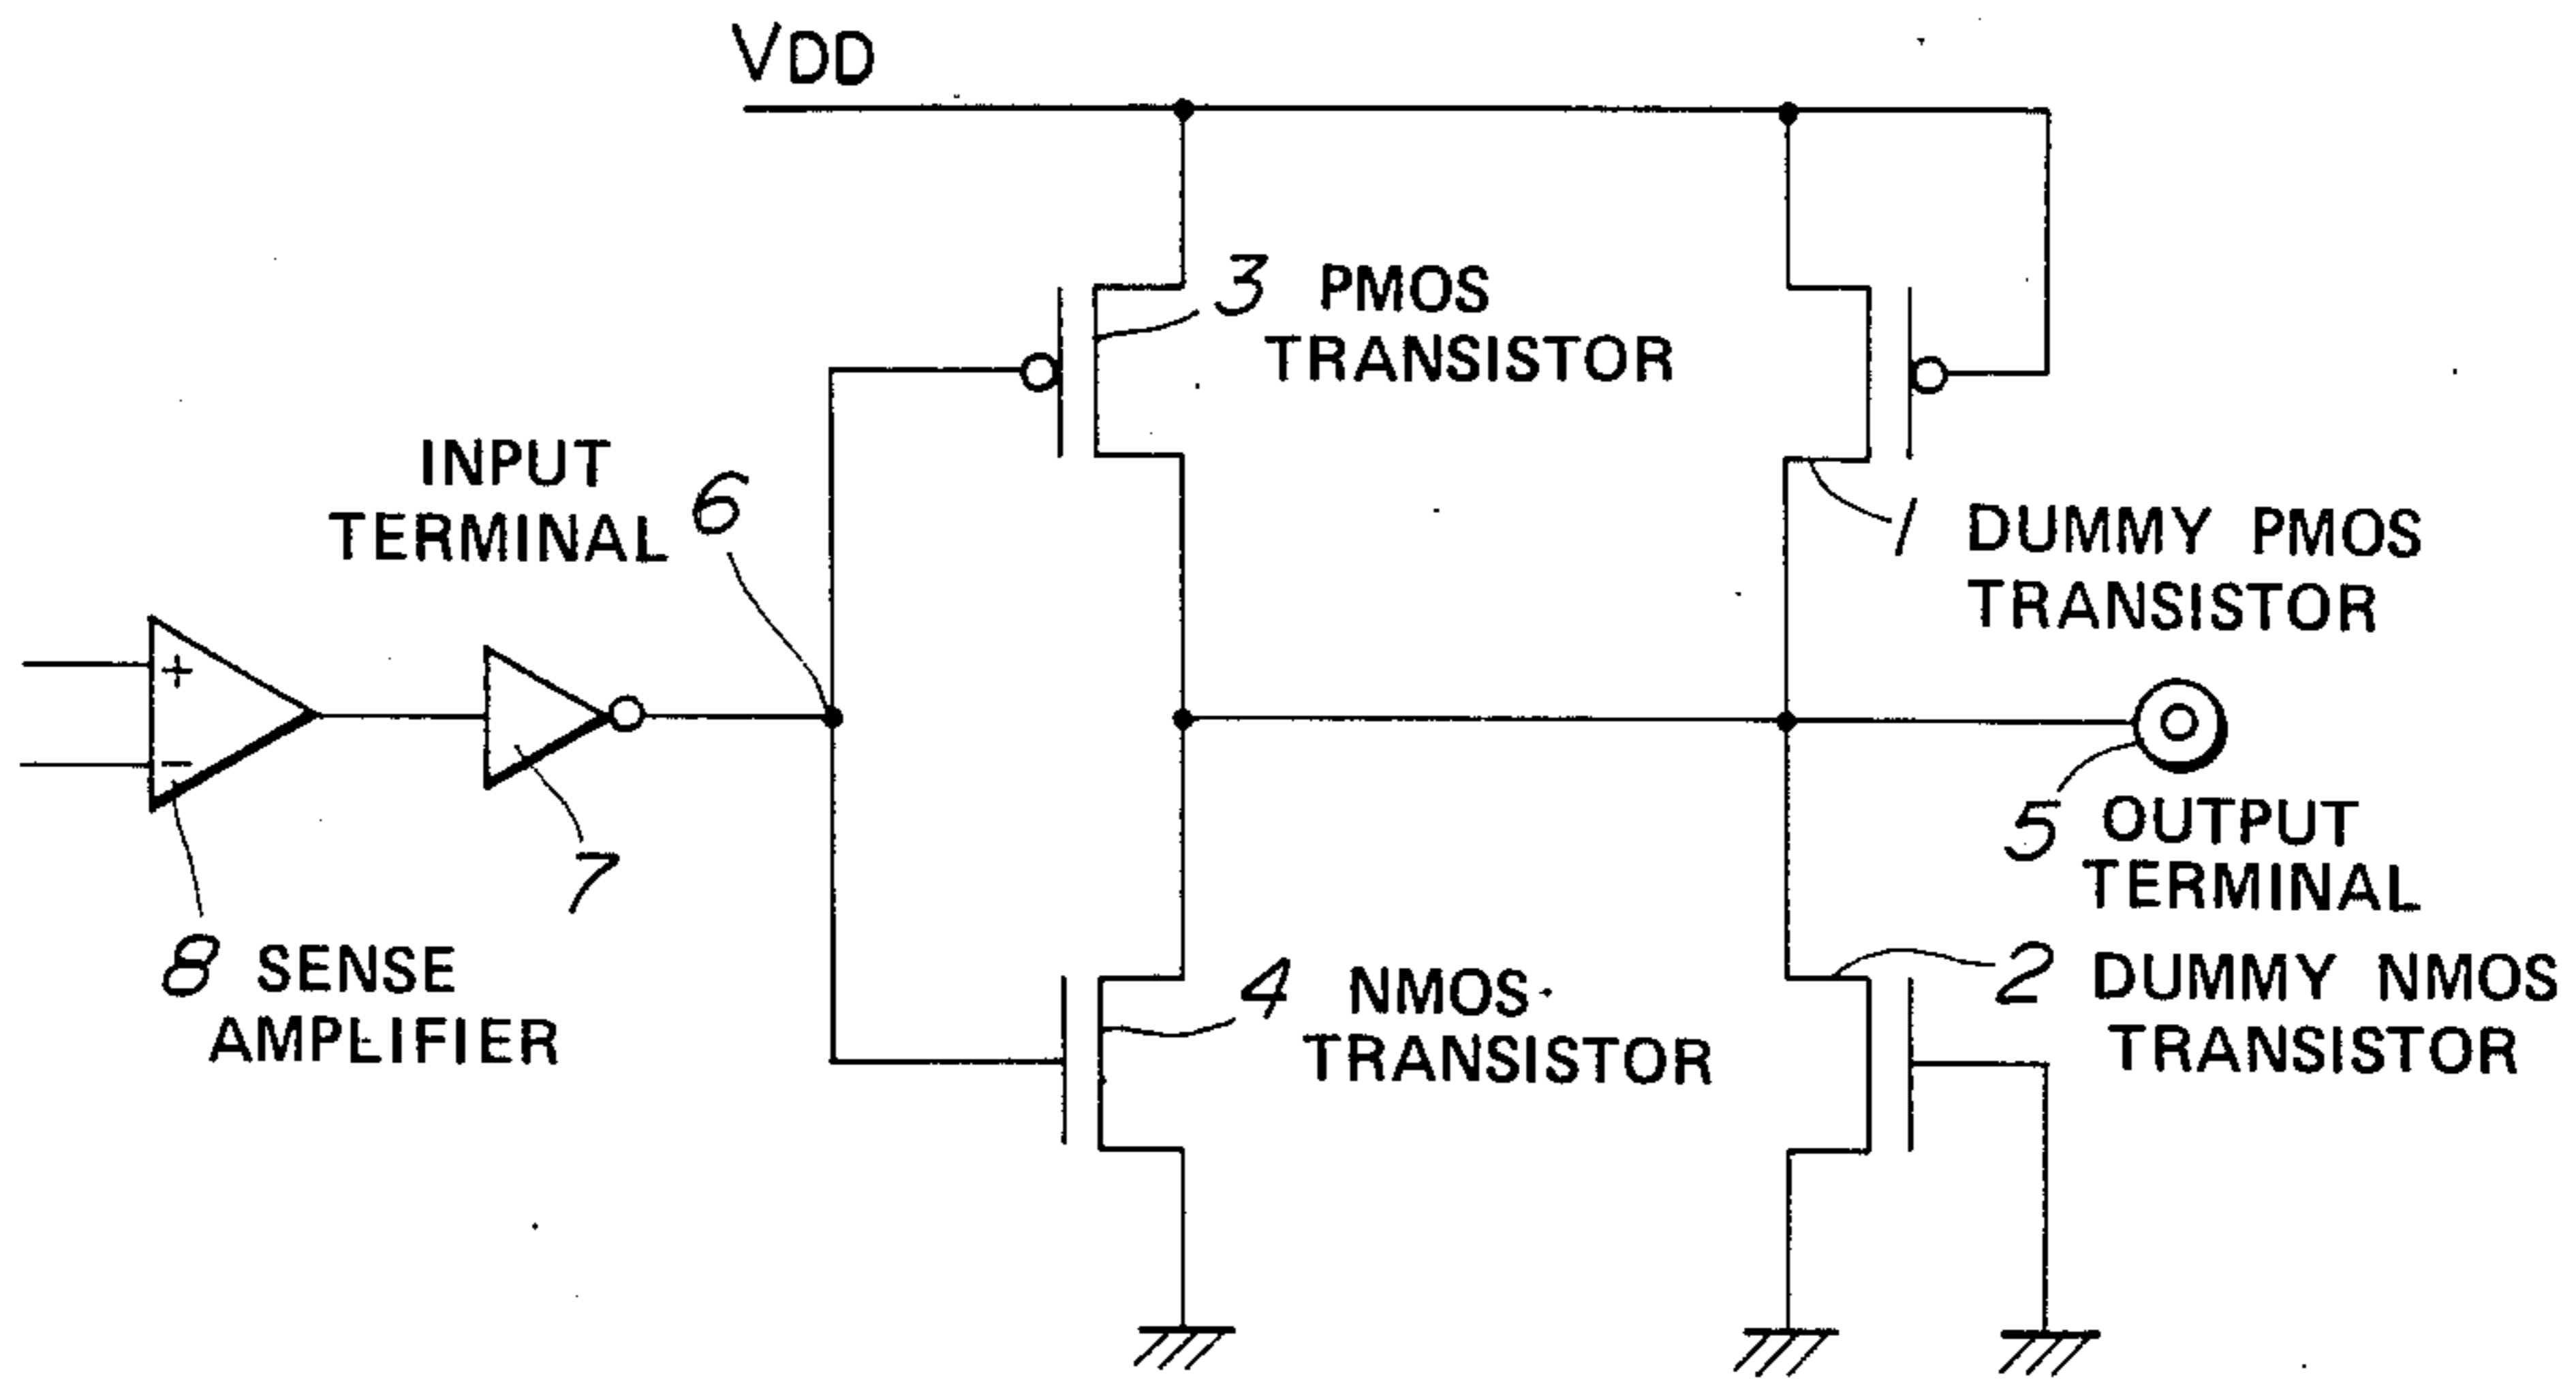 VDD
3 PMOS
TRANSISTOR
INPUT
TERMINAL 6
1 DUMMY PMOS
TRANSISTOR
+
−
7
5 OUTPUT
TERMINAL
8 SENSE
AMPLIFIER
4 NMOS
TRANSISTOR
2 DUMMY NMOS
TRANSISTOR